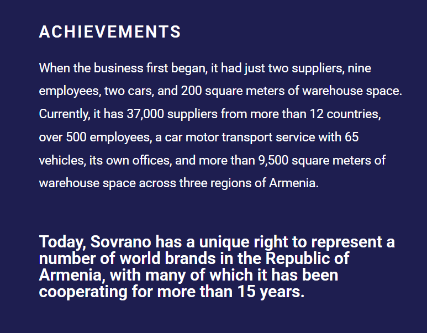 ACHIEVEMENTS
When the business first began, it had just two suppliers, nine
employees, two cars, and 200 square meters of warehouse space.
Currently, it has 37,000 suppliers from more than 12 countries,
over 500 employees, a car motor transport service with 65
vehicles, its own offices, and more than 9,500 square meters of
warehouse space across three regions of Armenia.
Today, Sovrano has a unique right to represent a
number of world brands in the Republic of
Armenia, with many of which it has been
cooperating for more than 15 years.